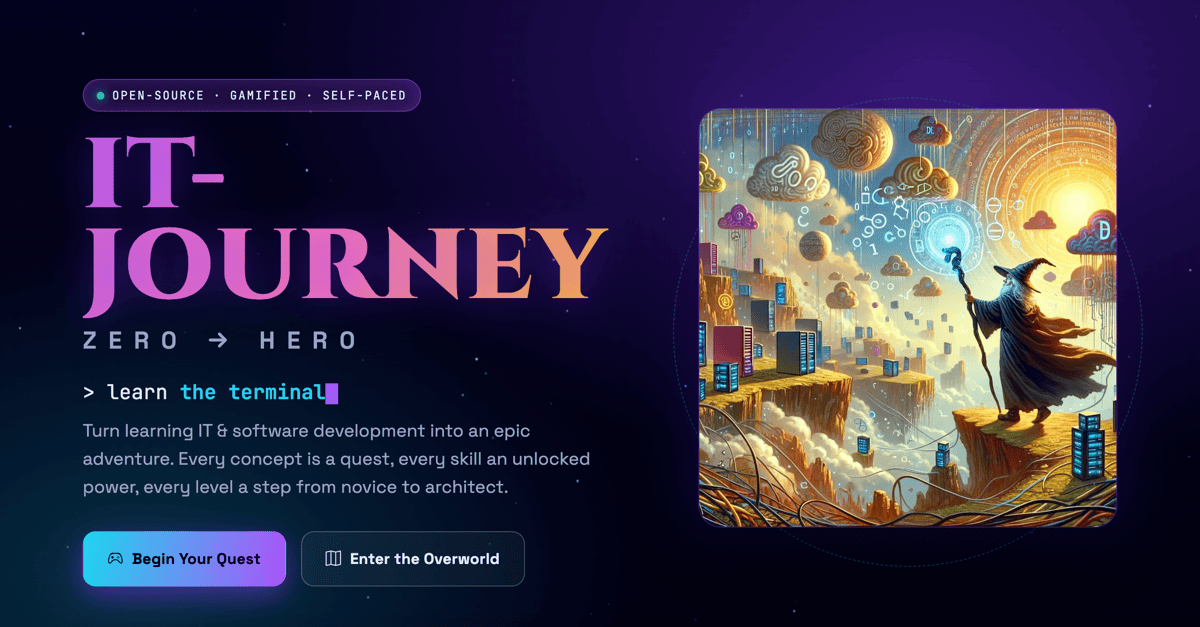 OPEN-SOURCE · GAMIFIED · SELF-PACED
IT-
JOURNEY
ZERO → HERO
> learn the terminal
Turn learning IT & software development into an epic
adventure. Every concept is a quest, every skill an unlocked
power, every level a step from novice to architect.
Begin Your Quest
Enter the Overworld